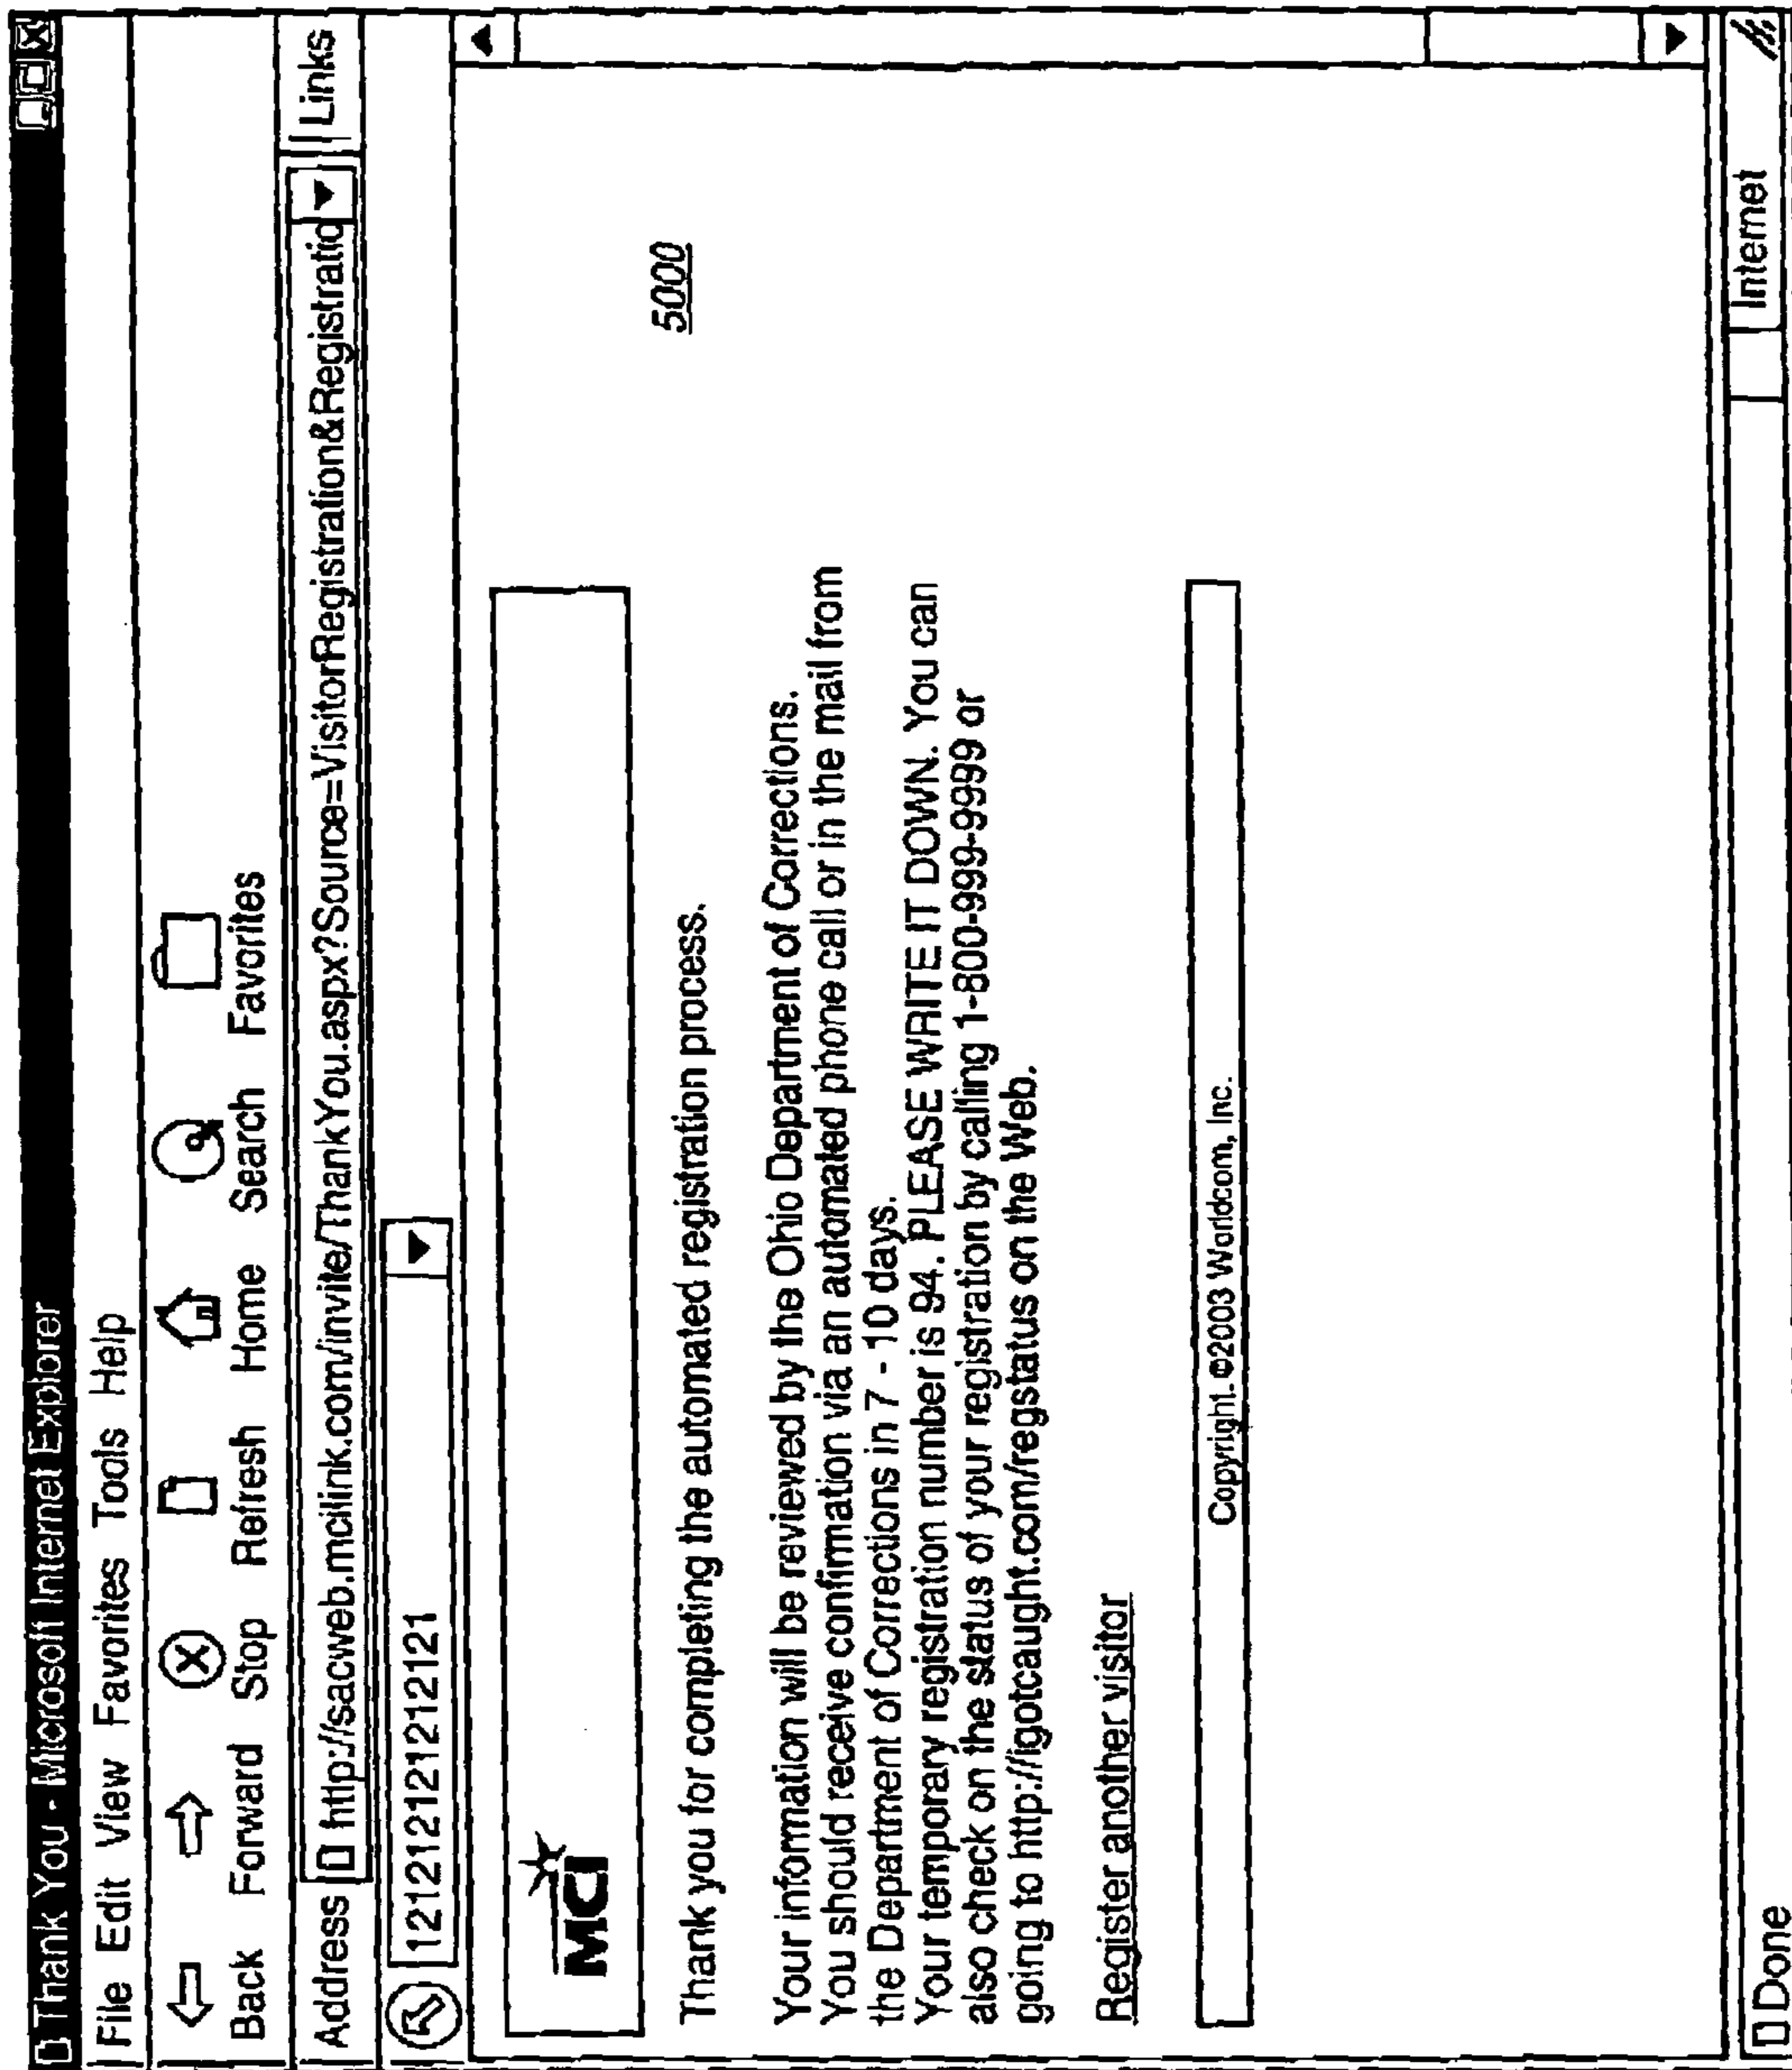 Thank You - Microsoft Internet Explorer
File Edit View Favorites Tools Help
Back Forward Stop Refresh Home Search Favorites
Address http://sacweb.mcilink.com/invite/ThankYou.aspx?Source=VisitorRegistration&Registratio Links
121212121212121
MCI
5000
Thank you for completing the automated registration process.
Your information will be reviewed by the Ohio Department of Corrections.
You should receive confirmation via an automated phone call or in the mail from
the Department of Corrections in 7 - 10 days.
Your temporary registration number is 94. PLEASE WRITE IT DOWN. You can
also check on the status of your registration by calling 1-800-999-9999 or
going to http://igotcaught.com/regstatus on the Web.
Register another visitor
Copyright ©2003 Worldcom, Inc.
Done Internet